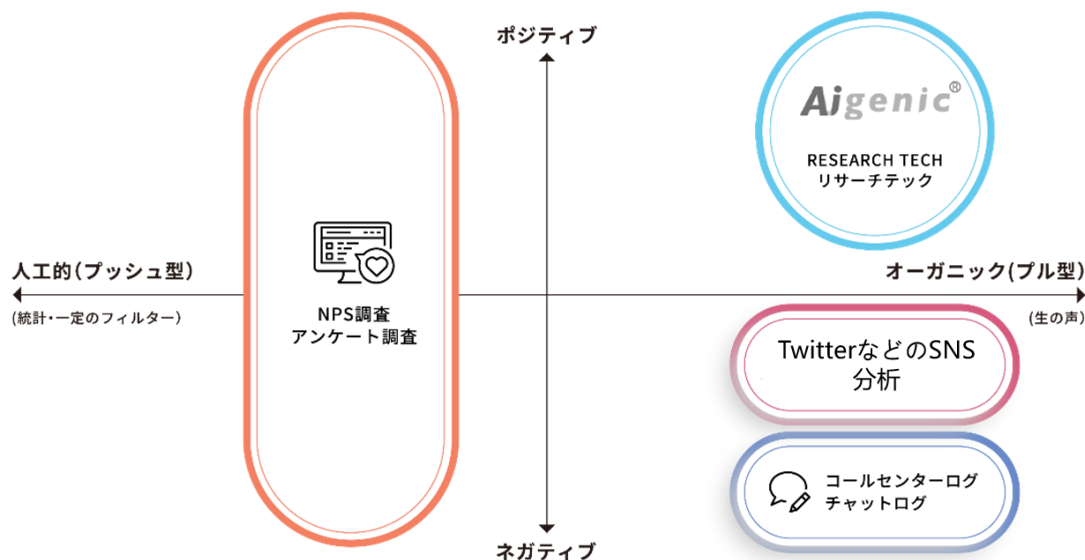 ポジティブ
Aigenic®
RESEARCH TECH
リサーチテック
人工的(プッシュ型)
(統計・一定のフィルター)
NPS調査
アンケート調査
オーガニック(プル型)
(生の声)
TwitterなどのSNS
分析
コールセンターログ
チャットログ
ネガティブ